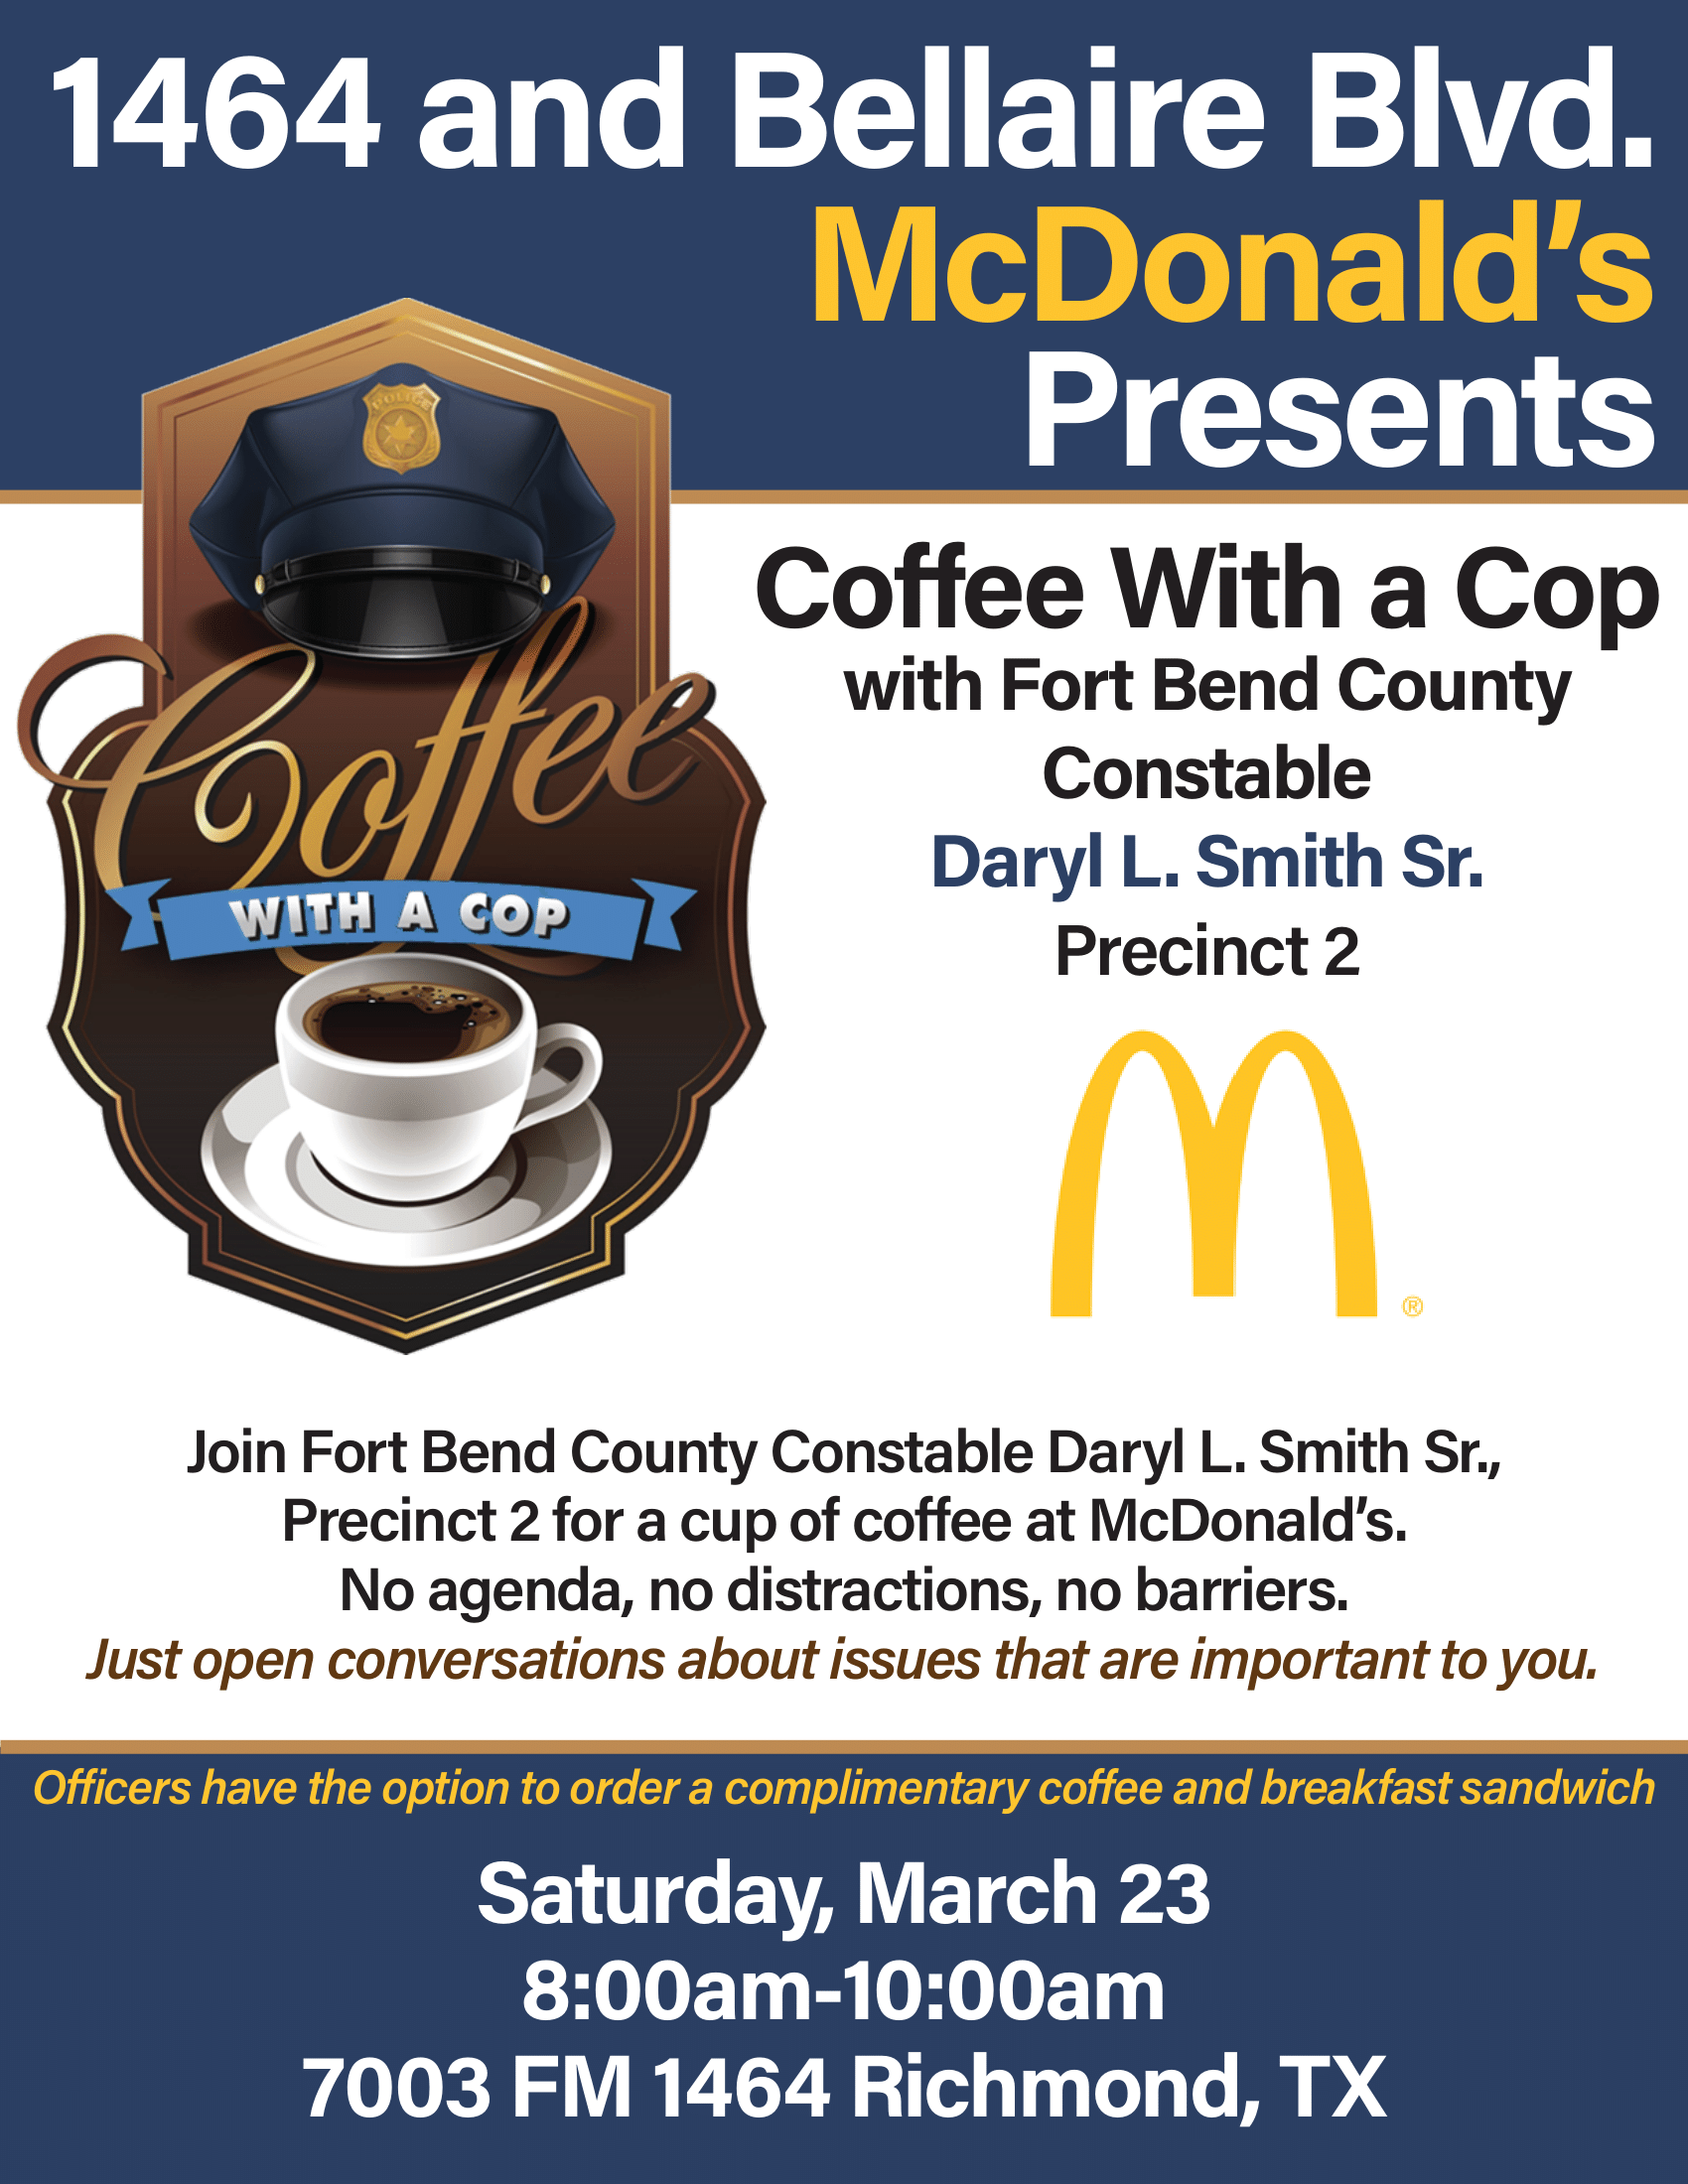 1464 and Bellaire Blvd.
McDonald's
Presents
POLICE
Coffee
WITH A COP
Coffee With a Cop
with Fort Bend County
Constable
Daryl L. Smith Sr.
Precinct 2
®
Join Fort Bend County Constable Daryl L. Smith Sr.,
Precinct 2 for a cup of coffee at McDonald's.
No agenda, no distractions, no barriers.
Just open conversations about issues that are important to you.
Officers have the option to order a complimentary coffee and breakfast sandwich
Saturday, March 23
8:00am-10:00am
7003 FM 1464 Richmond, TX